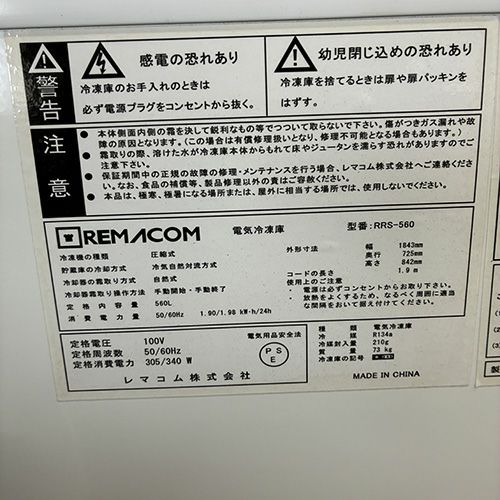 警告
感電の恐れあり
冷凍庫のお手入れのときは
必ず電源プラグをコンセントから抜く。
幼児閉じ込めの恐れあり
冷凍庫を捨てるときは扉や扉パッキンを
はずす。
注意
● 本体側面内側の霜を決して鋭利なもの等でつついて取らないで下さい。傷がつきガス漏れや故
障の原因となります。(この場合は有償修理扱いとなり、修理不可能となる場合もあります。)
● 霜取りの際、溶けた水が冷凍庫本体からもれて床やジュータンを濡らす恐れがありますのでご
注意下さい。
● 保証期間中の正規の故障の修理・メンテナンスを行う場合、レマコム株式会社へご連絡くださ
い。なお、食品の補償等、製品修理以外の責はご容赦ください。
● 本品は、極寒、極暑になる場所または、屋外に相当する場所では、使用しないでください。
REMACOM 電気冷凍庫 型番:RRS-560
冷凍機の種類 圧縮式
貯蔵庫の冷却方式 冷気自然対流方式
冷却器の霜取り方式 自然式
冷却器霜取り操作方法 手動開始・手動終了
定格内容積 560L
消費電力量 50/60Hz 1.90/1.98 kW・h/24h
外形寸法 幅 1843mm
奥行 725mm
高さ 842mm
コードの長さ 1.9 m
使用上のご注意
・電源は必ずコンセントからお取り下さい。
・放熱をよくするため、なるべく周囲に適当
な間隔をおいて据え付けてください。
定格電圧 100V
定格周波数 50/60Hz
定格消費電力 305/340 W
レマコム株式会社
電気用品安全法
PS
E
種類 電気冷凍庫
冷媒 R134a
冷媒封入量 210g
質量 73 kg
冷凍庫の記号
MADE IN CHINA
製